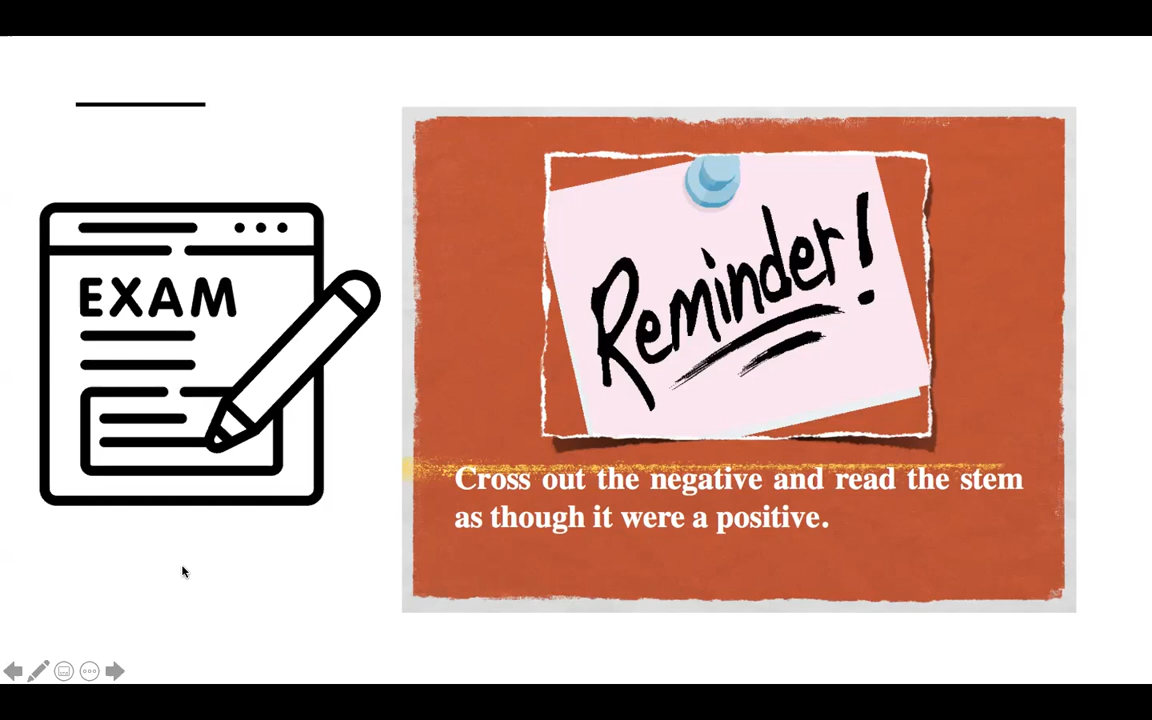 EXAM
Reminder!
Cross out the negative and read the stem
as though it were a positive.